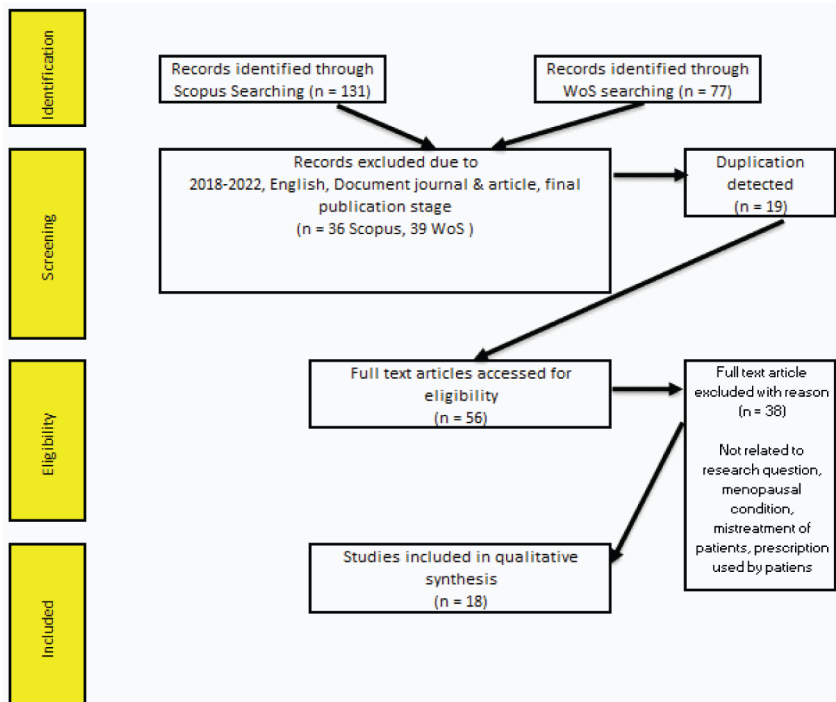 Identification
Records identified through
Scopus Searching (n = 131)
Records identified through
WoS searching (n = 77)
Screening
Records excluded due to
2018-2022, English, Document journal & article, final
publication stage
(n = 36 Scopus, 39 WoS )
Duplication
detected
(n = 19)
Eligibility
Full text articles accessed for
eligibility
(n = 56)
Full text article
excluded with reason
(n = 38)
Not related to
research question,
menopausal
condition,
mistreatment of
patients, prescription
used by patiens
Included
Studies included in qualitative
synthesis
(n = 18)